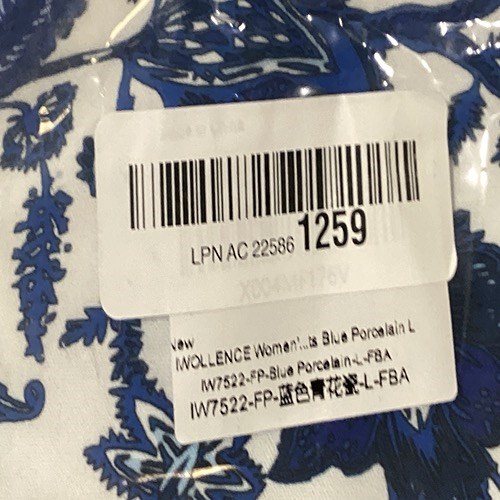 LPN AC 22586 1259
New
IWOLLENCE Women'...ts Blue Porcelain L
IW7522-FP-Blue Porcelain-L-FBA
IW7522-FP-蓝色青花瓷-L-FBA